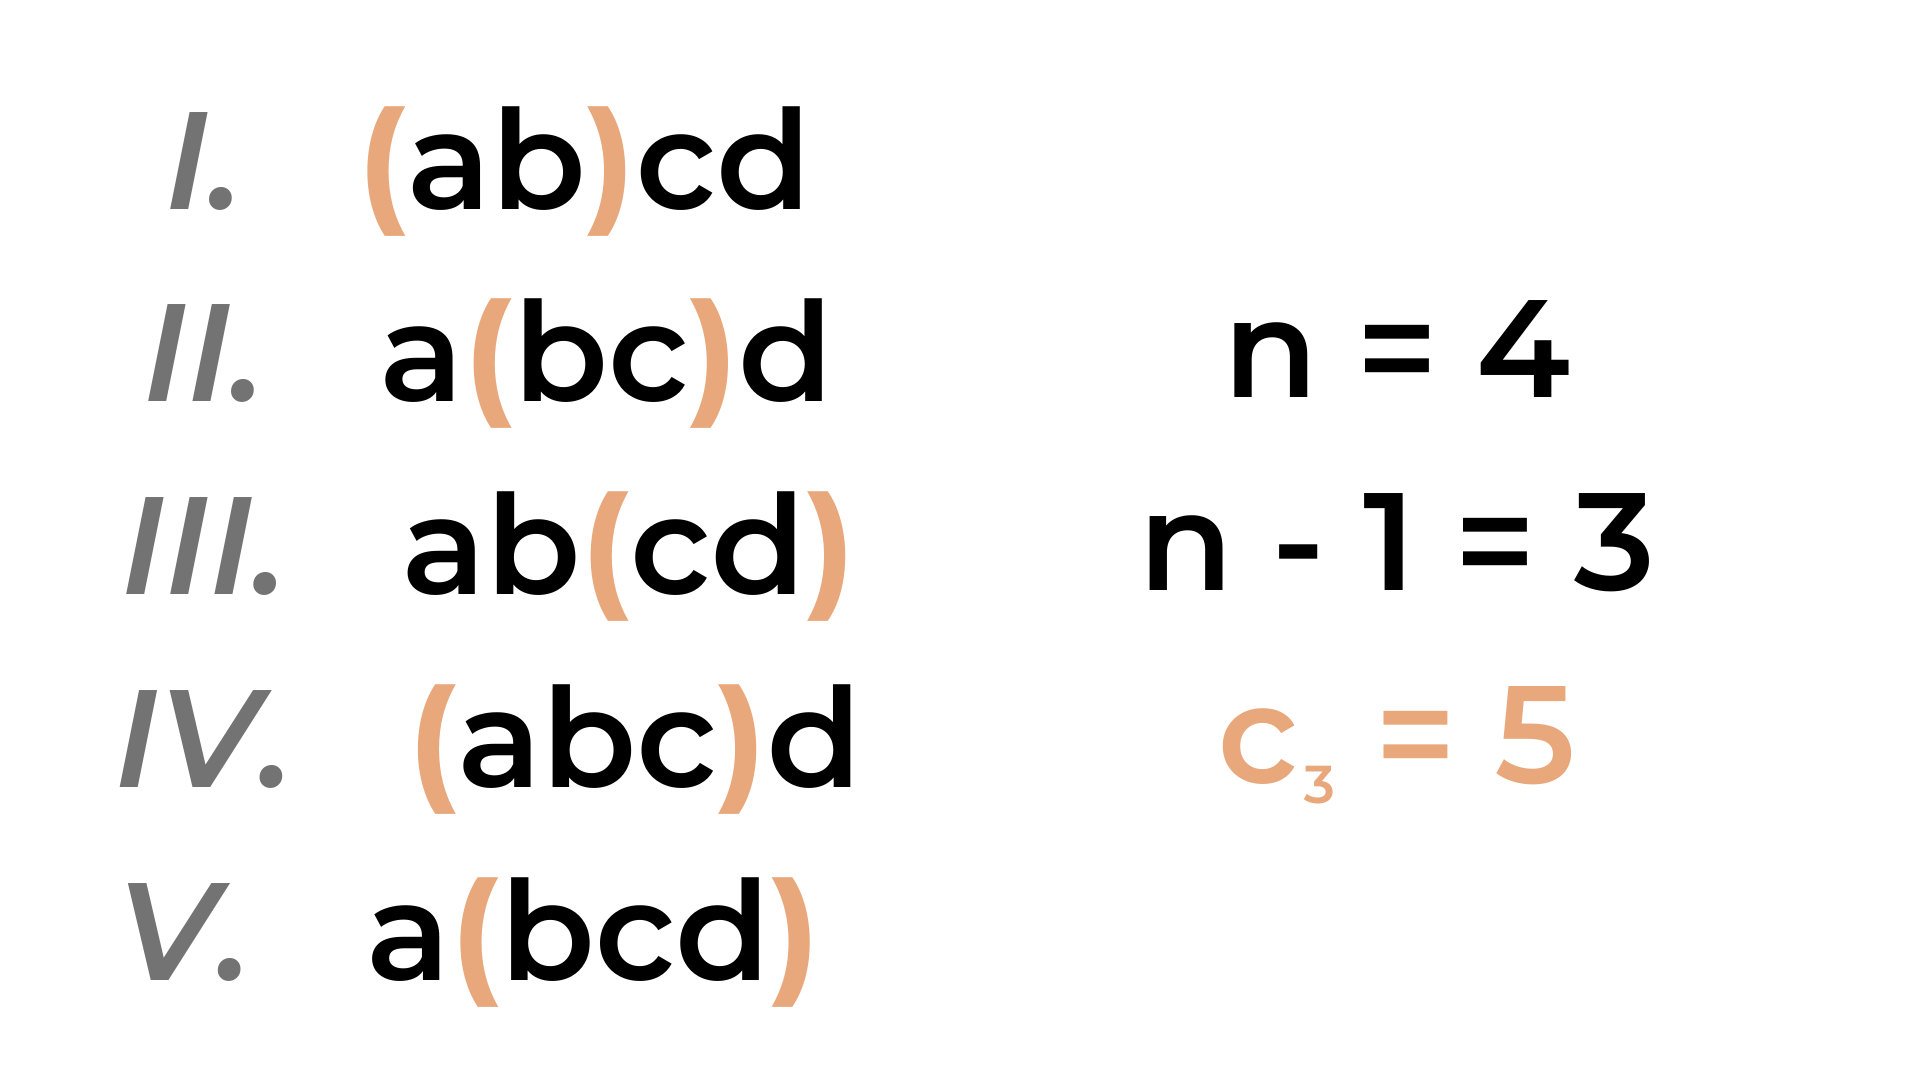 I. (ab)cd
II. a(bc)d
III. ab(cd)
IV. (abc)d
V. a(bcd)
n = 4
n - 1 = 3
c₃ = 5